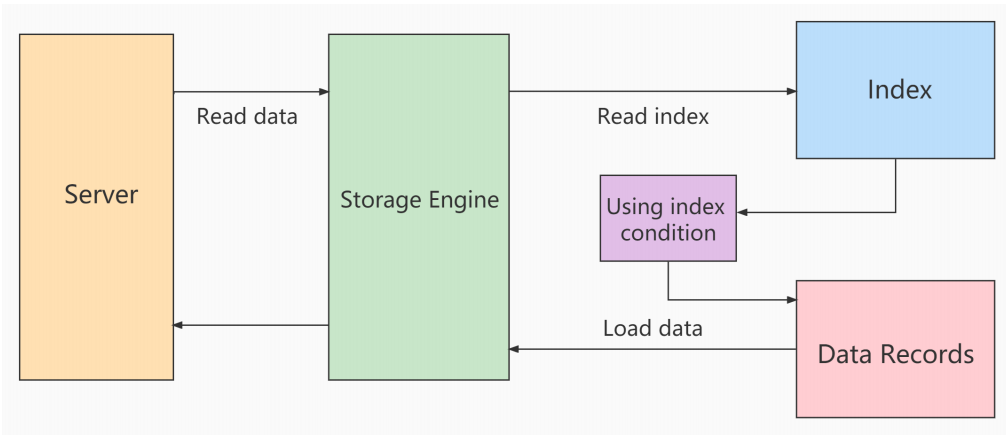 Server
Read data
Storage Engine
Read index
Index
Using index
condition
Load data
Data Records